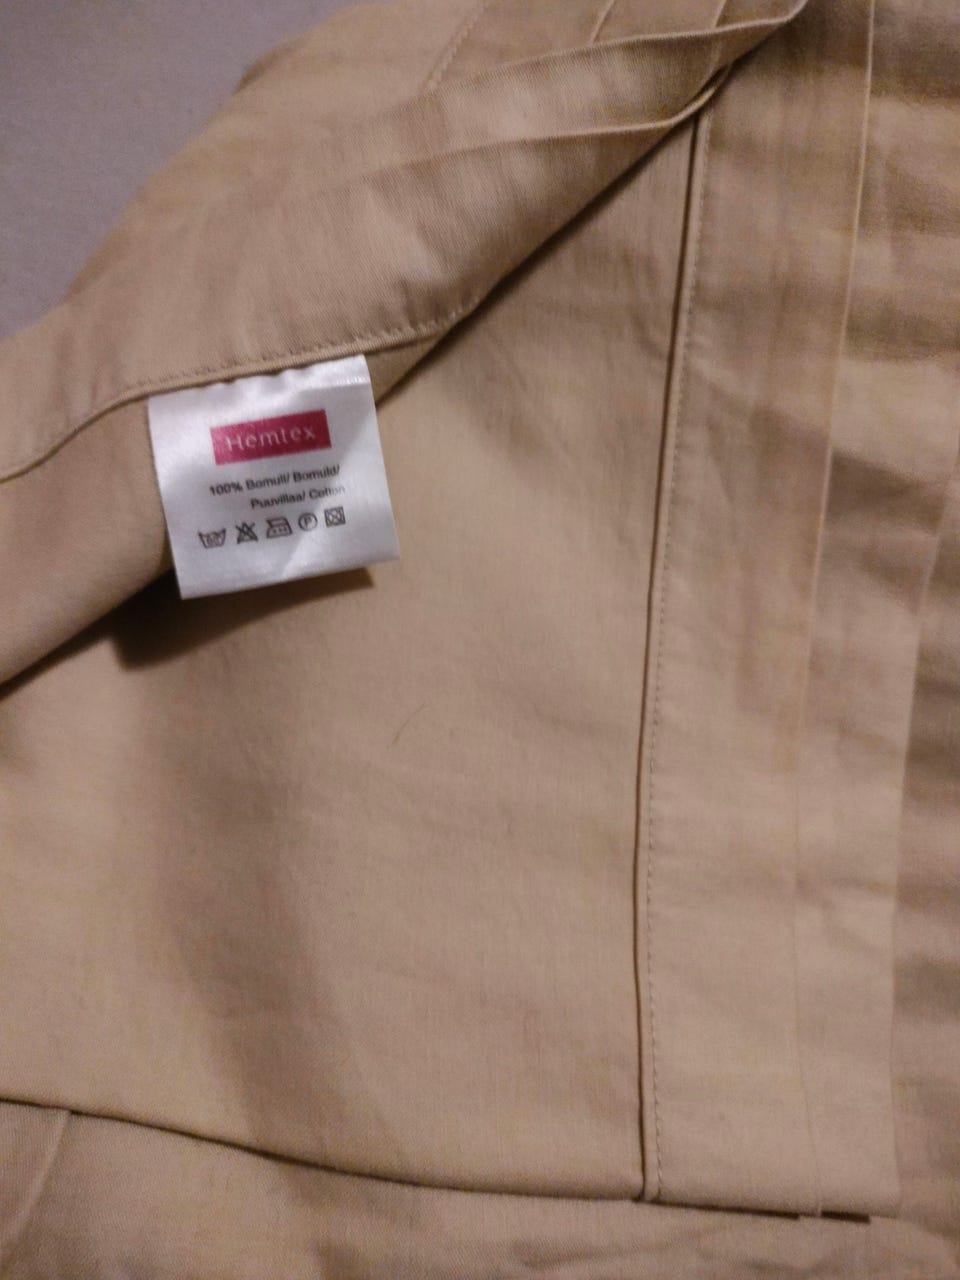 Hemtex
100% Bomull/ Bomuld/
Puuvillaa/ Cotton
P